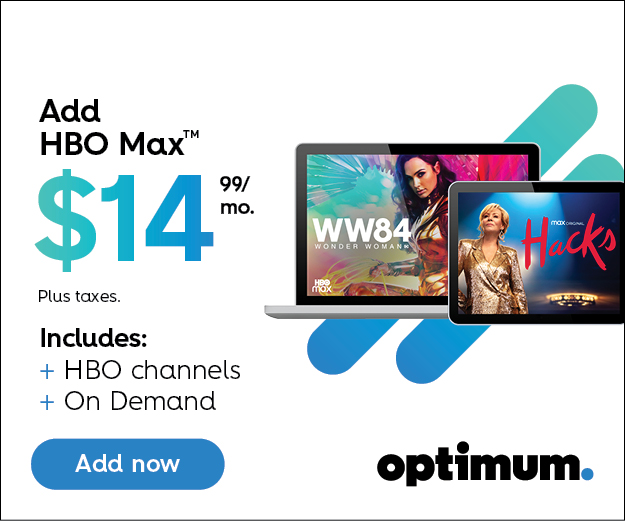 Add
HBO Max™
$14 99/
mo.
Plus taxes.
Includes:
+ HBO channels
+ On Demand
Add now
WW84
WONDER WOMAN
HBO
max
max ORIGINAL
Hacks
optimum.